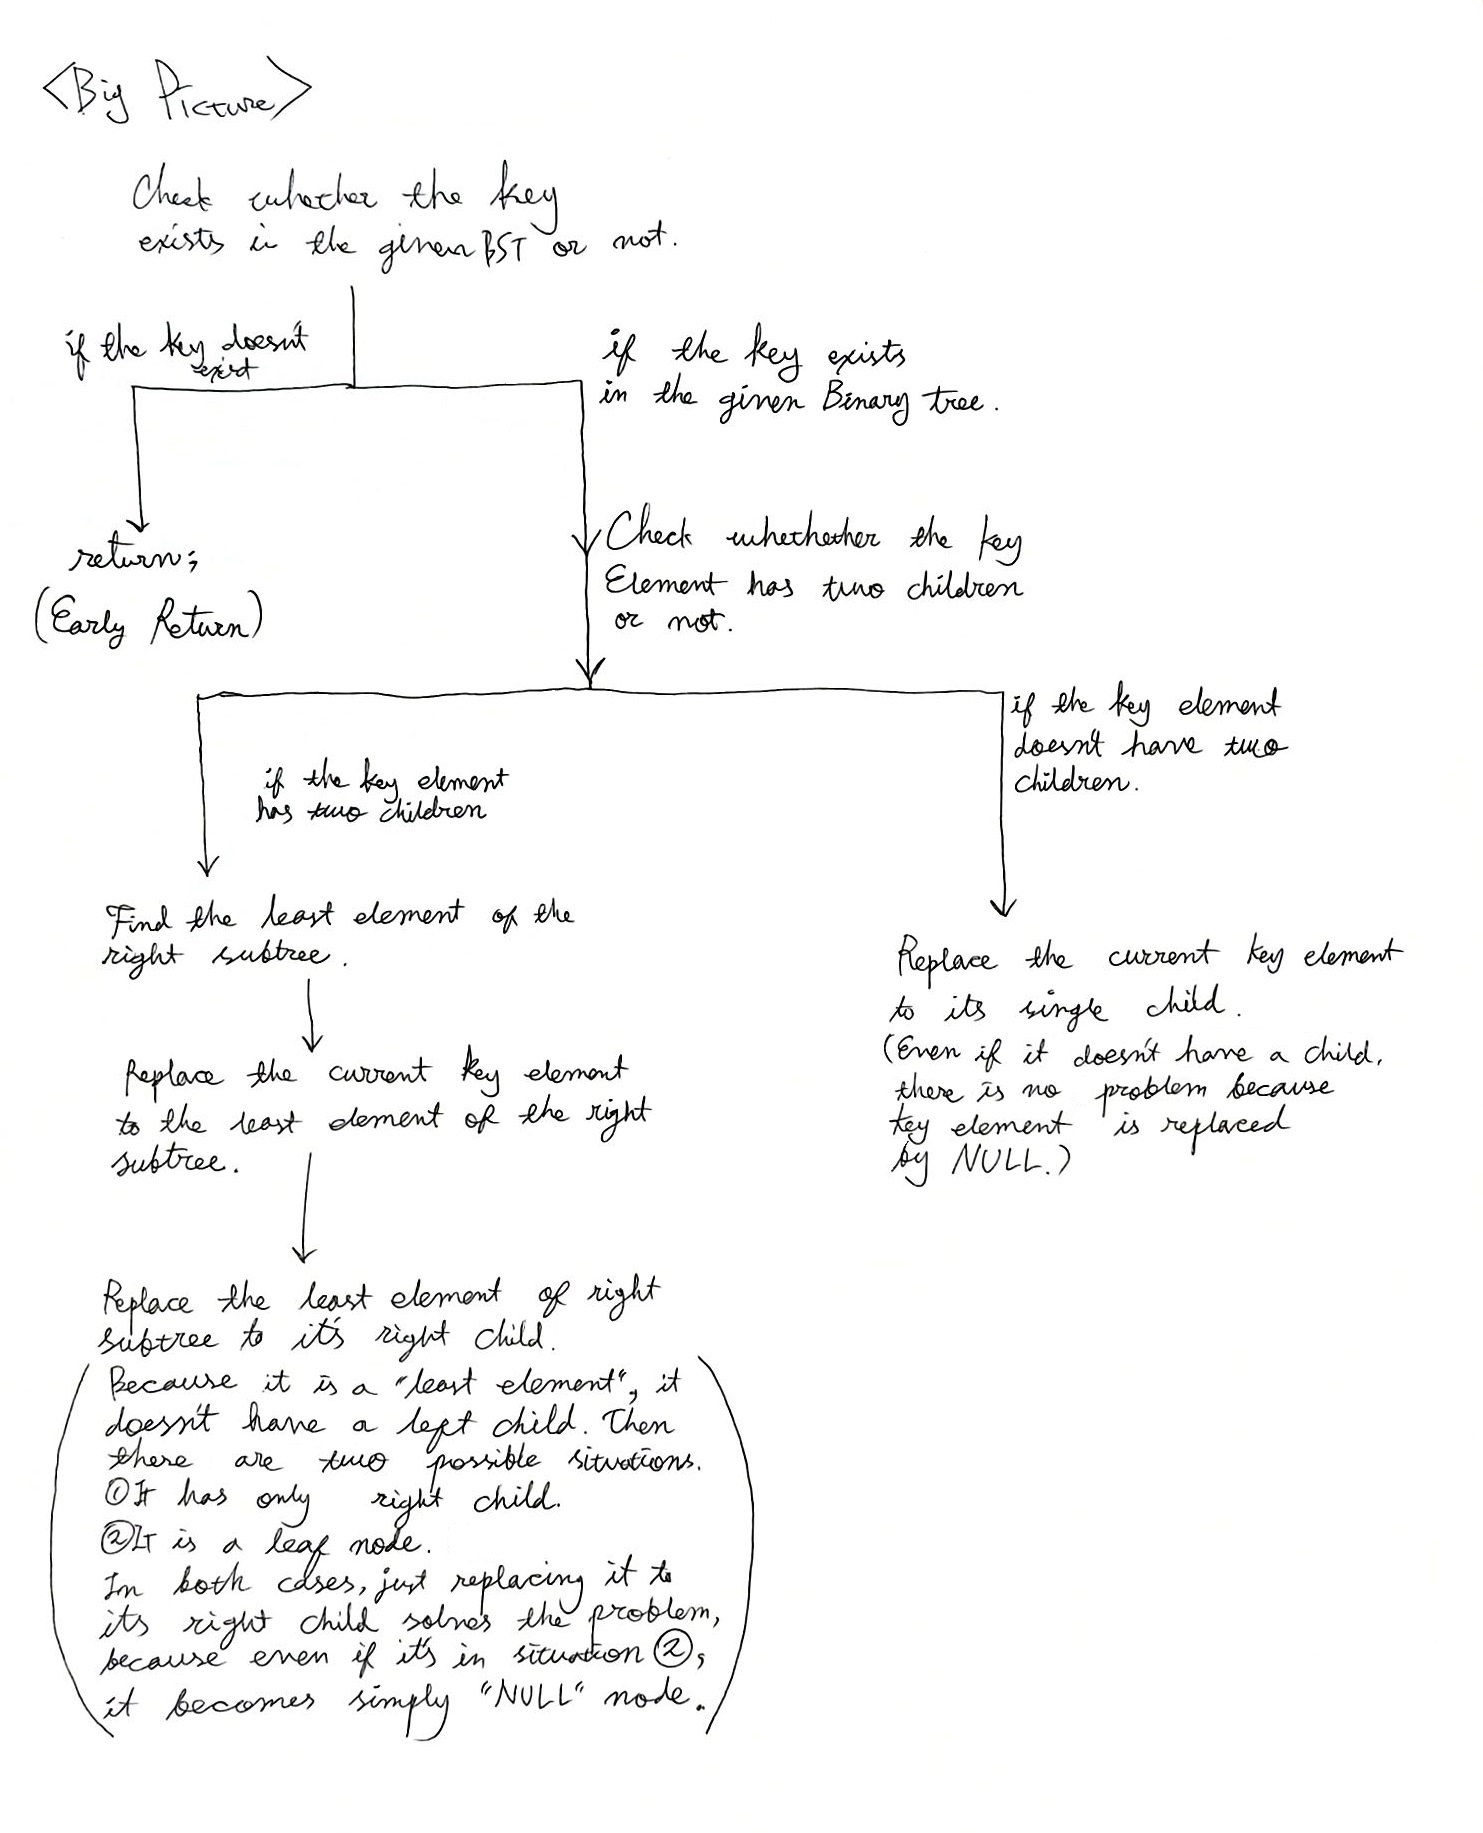 <Big Picture>
Check whether the key
exists in the given BST or not.
if the key doesn't
exist
if the key exists
in the given Binary tree.
return;
(Early Return)
Check whethether the key
Element has two children
or not.
if the key element
has two children
if the key element
doesn't have two
children.
Find the least element of the
right subtree.
Replace the current key element
to the least element of the right
subtree.
Replace the least element of right
subtree to it's right child.
(Because it is a "least element", it
doesn't have a left child. Then
there are two possible situations.
①It has only right child.
②It is a leaf node.
In both cases, just replacing it to
its right child solves the problem,
because even if it's in situation ②,
it becomes simply "NULL" node.)
Replace the current key element
to its single child.
(Even if it doesn't have a child,
there is no problem because
key element is replaced
by NULL.)